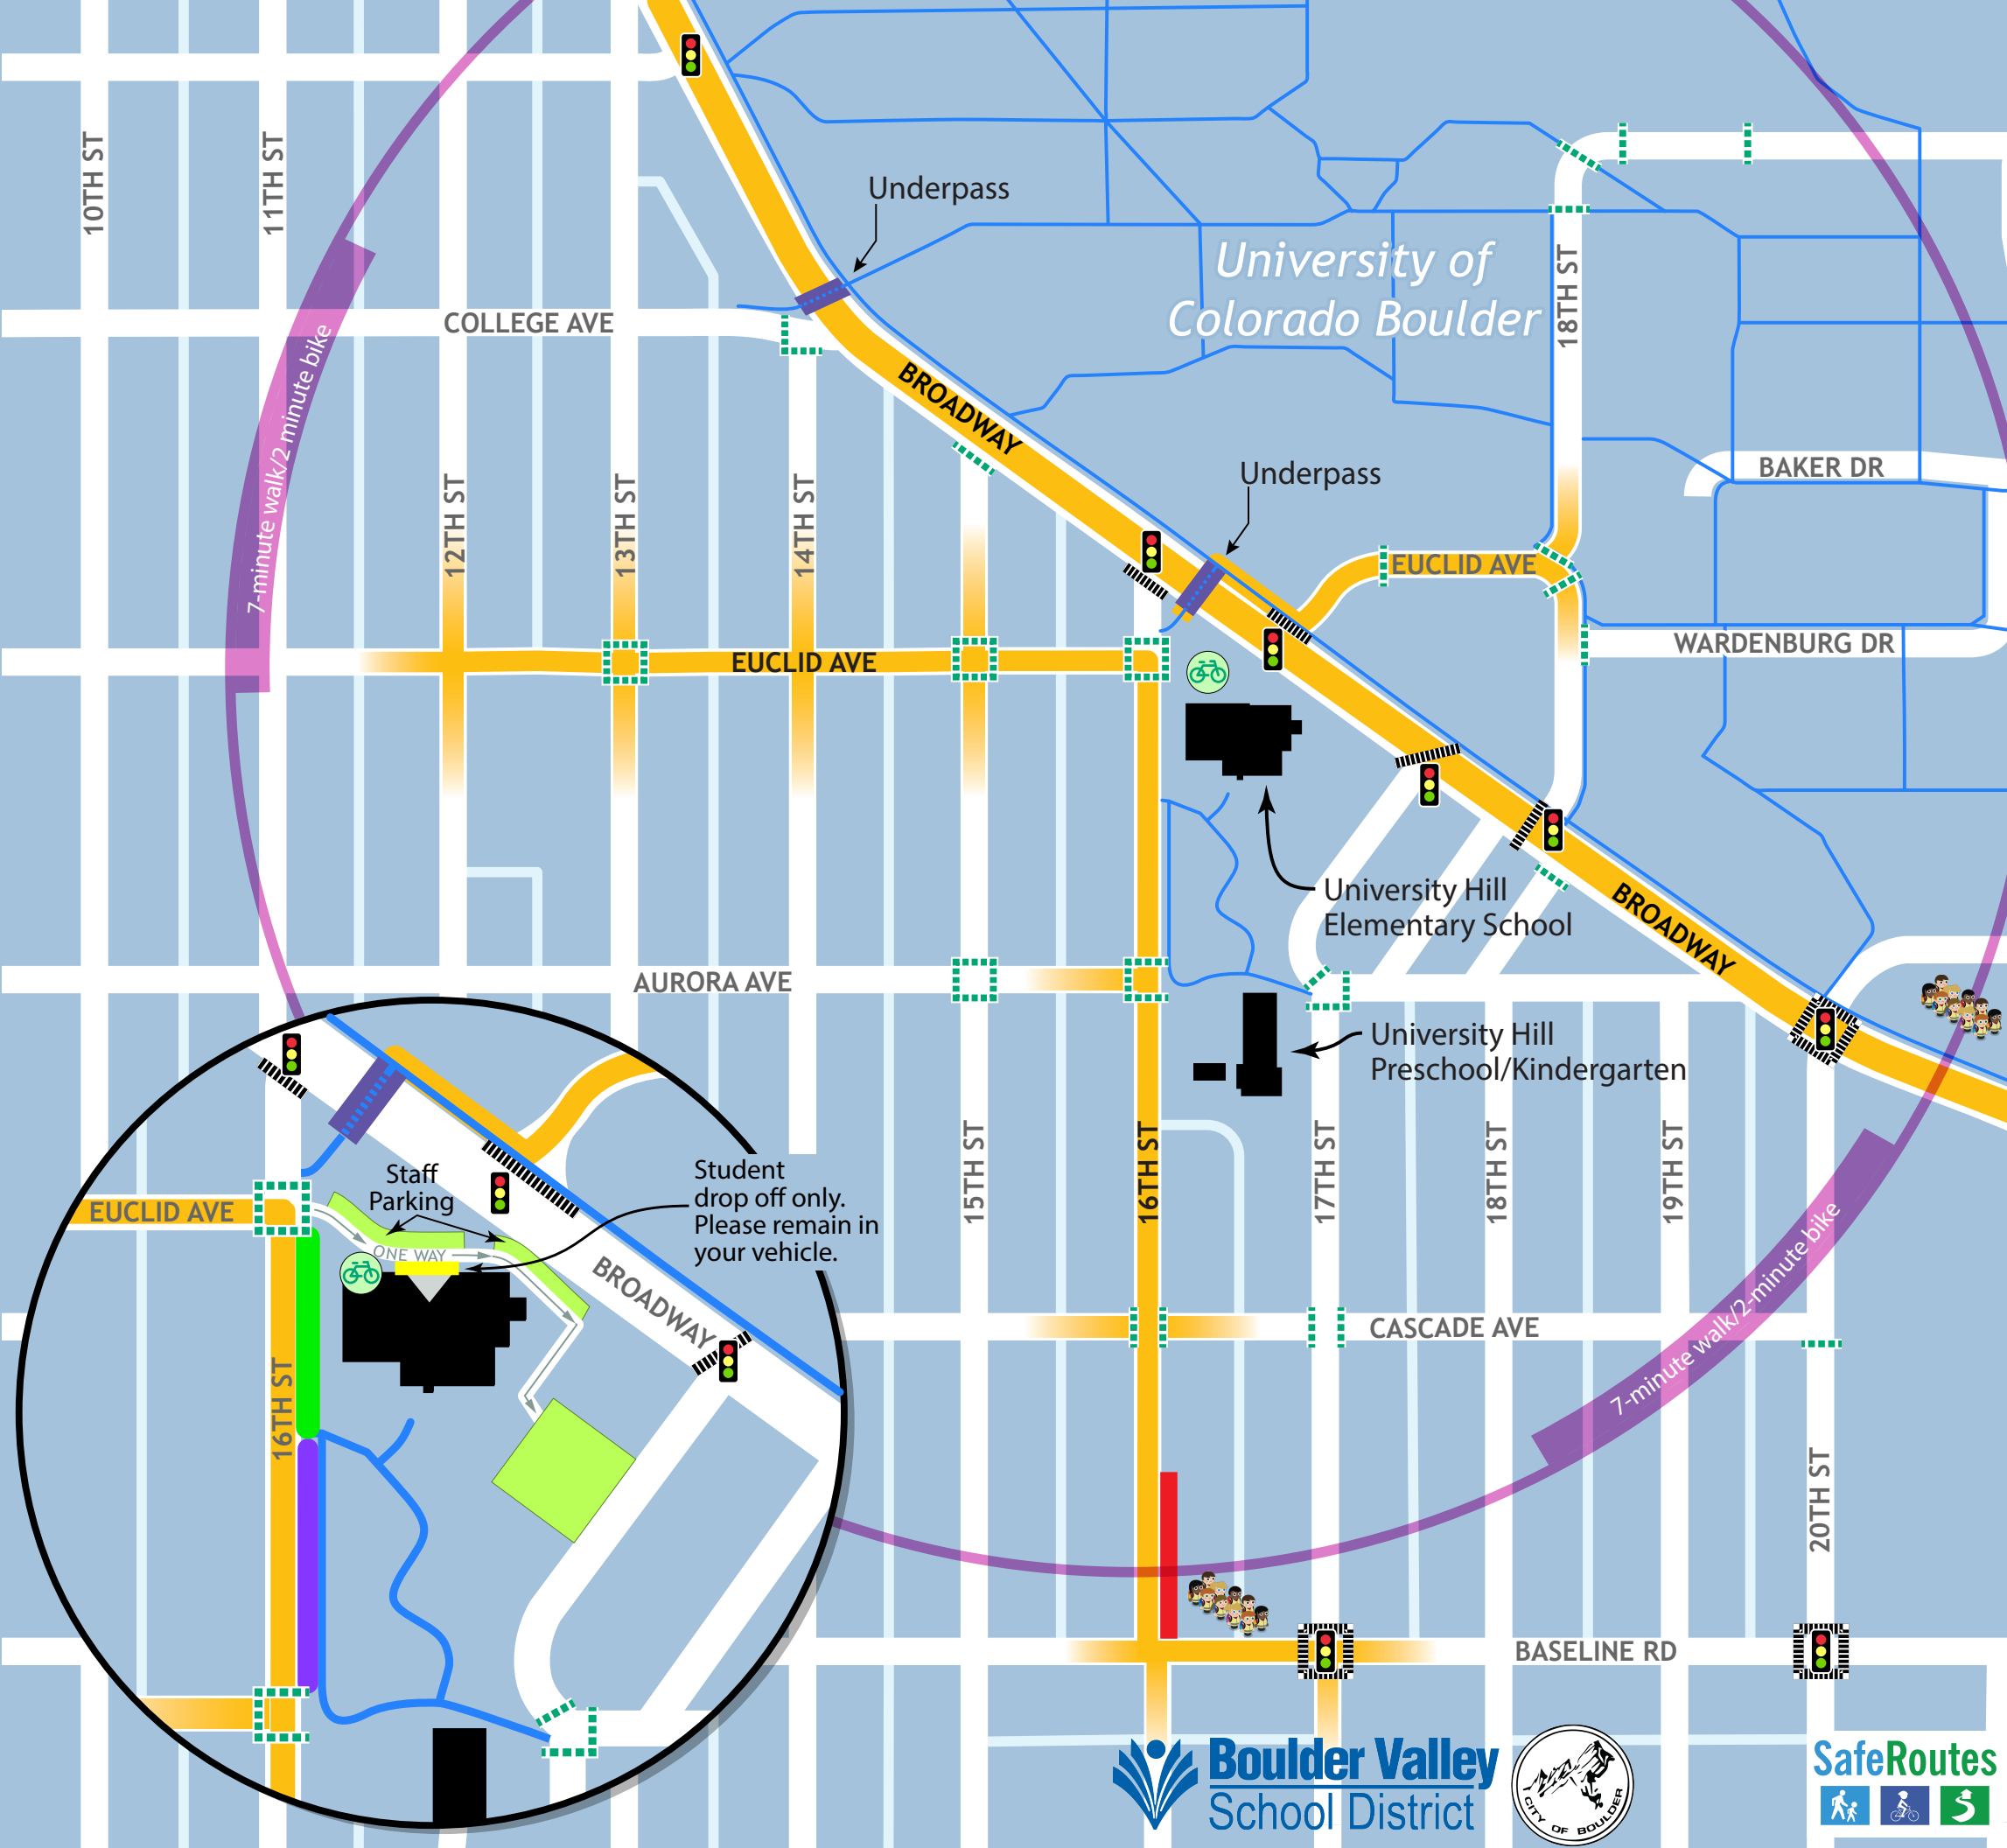 10TH ST
11TH ST
Underpass
University of
Colorado Boulder
18TH ST
COLLEGE AVE
7-minute walk/2 minute bike
BROADWAY
Underpass
BAKER DR
12TH ST
13TH ST
14TH ST
EUCLID AVE
WARDENBURG DR
EUCLID AVE
University Hill
Elementary School
BROADWAY
AURORA AVE
University Hill
Preschool/Kindergarten
15TH ST
16TH ST
17TH ST
18TH ST
19TH ST
Staff
Parking
Student
drop off only.
Please remain in
your vehicle.
EUCLID AVE
ONE WAY
BROADWAY
16TH ST
CASCADE AVE
7-minute walk/2-minute bike
20TH ST
BASELINE RD
Boulder Valley
School District
CITY OF BOULDER
SafeRoutes